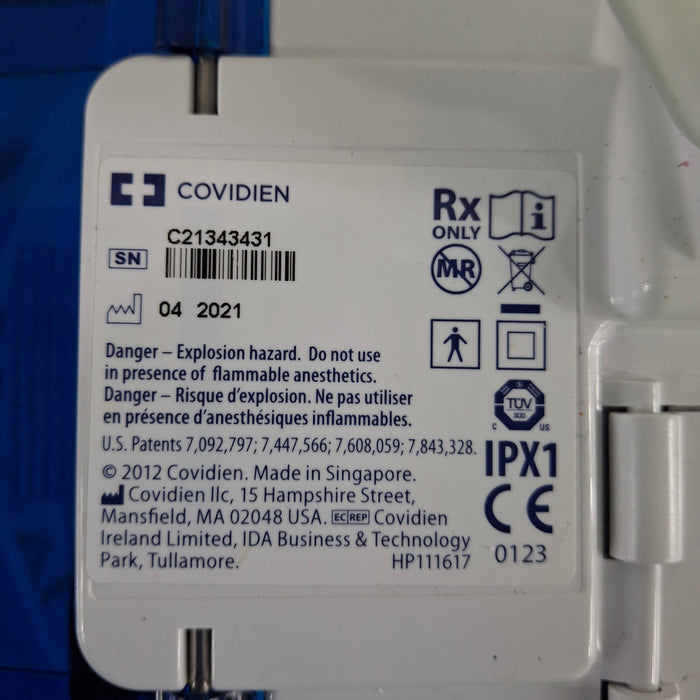 COVIDIEN
Rx
ONLY
i
C21343431
SN
MR
04 2021
Danger – Explosion hazard. Do not use
in presence of flammable anesthetics.
Danger – Risque d'explosion. Ne pas utiliser
en présence d'anesthésiques inflammables.
TÜV
SÜD
C US
U.S. Patents 7,092,797; 7,447,566; 7,608,059; 7,843,328.
IPX1
© 2012 Covidien. Made in Singapore.
Covidien llc, 15 Hampshire Street,
Mansfield, MA 02048 USA. EC REP Covidien
Ireland Limited, IDA Business & Technology
Park, Tullamore. HP111617
CE
0123